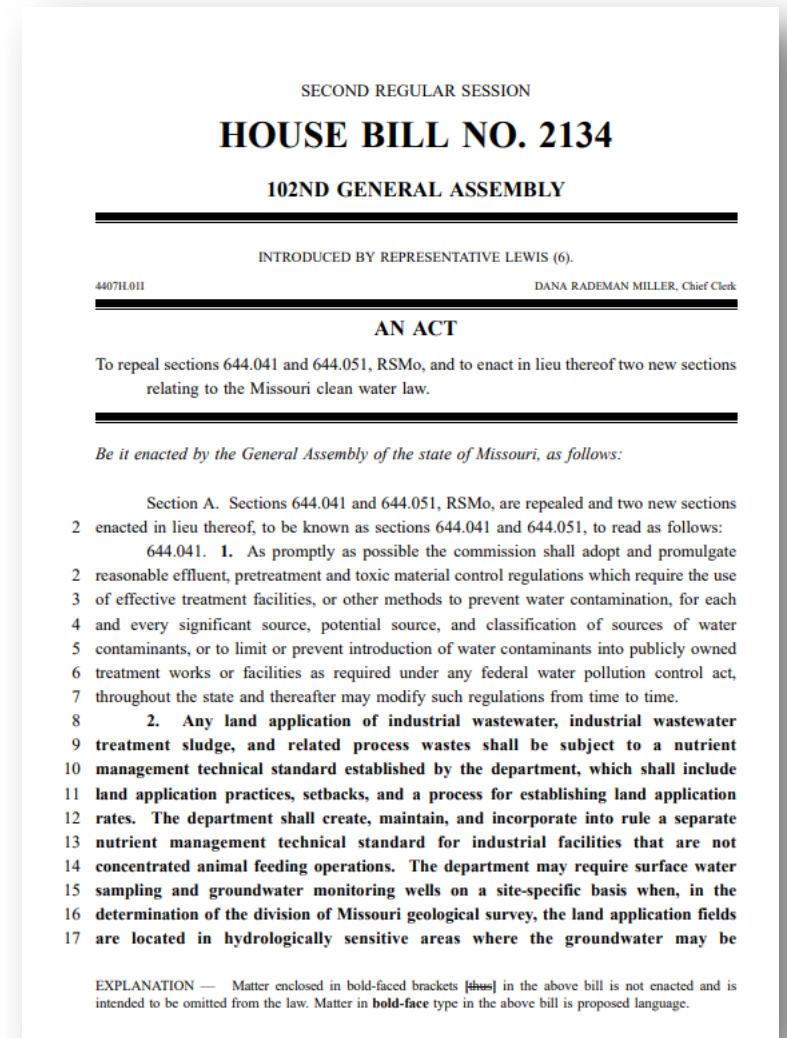 SECOND REGULAR SESSION
HOUSE BILL NO. 2134
102ND GENERAL ASSEMBLY
INTRODUCED BY REPRESENTATIVE LEWIS (6).
4407H.01I DANA RADEMAN MILLER, Chief Clerk
AN ACT
To repeal sections 644.041 and 644.051, RSMo, and to enact in lieu thereof two new sections
relating to the Missouri clean water law.
Be it enacted by the General Assembly of the state of Missouri, as follows:
Section A. Sections 644.041 and 644.051, RSMo, are repealed and two new sections
2 enacted in lieu thereof, to be known as sections 644.041 and 644.051, to read as follows:
644.041. 1. As promptly as possible the commission shall adopt and promulgate
2 reasonable effluent, pretreatment and toxic material control regulations which require the use
3 of effective treatment facilities, or other methods to prevent water contamination, for each
4 and every significant source, potential source, and classification of sources of water
5 contaminants, or to limit or prevent introduction of water contaminants into publicly owned
6 treatment works or facilities as required under any federal water pollution control act,
7 throughout the state and thereafter may modify such regulations from time to time.
8 2. Any land application of industrial wastewater, industrial wastewater
9 treatment sludge, and related process wastes shall be subject to a nutrient
10 management technical standard established by the department, which shall include
11 land application practices, setbacks, and a process for establishing land application
12 rates. The department shall create, maintain, and incorporate into rule a separate
13 nutrient management technical standard for industrial facilities that are not
14 concentrated animal feeding operations. The department may require surface water
15 sampling and groundwater monitoring wells on a site-specific basis when, in the
16 determination of the division of Missouri geological survey, the land application fields
17 are located in hydrologically sensitive areas where the groundwater may be
EXPLANATION — Matter enclosed in bold-faced brackets [thus] in the above bill is not enacted and is
intended to be omitted from the law. Matter in bold-face type in the above bill is proposed language.